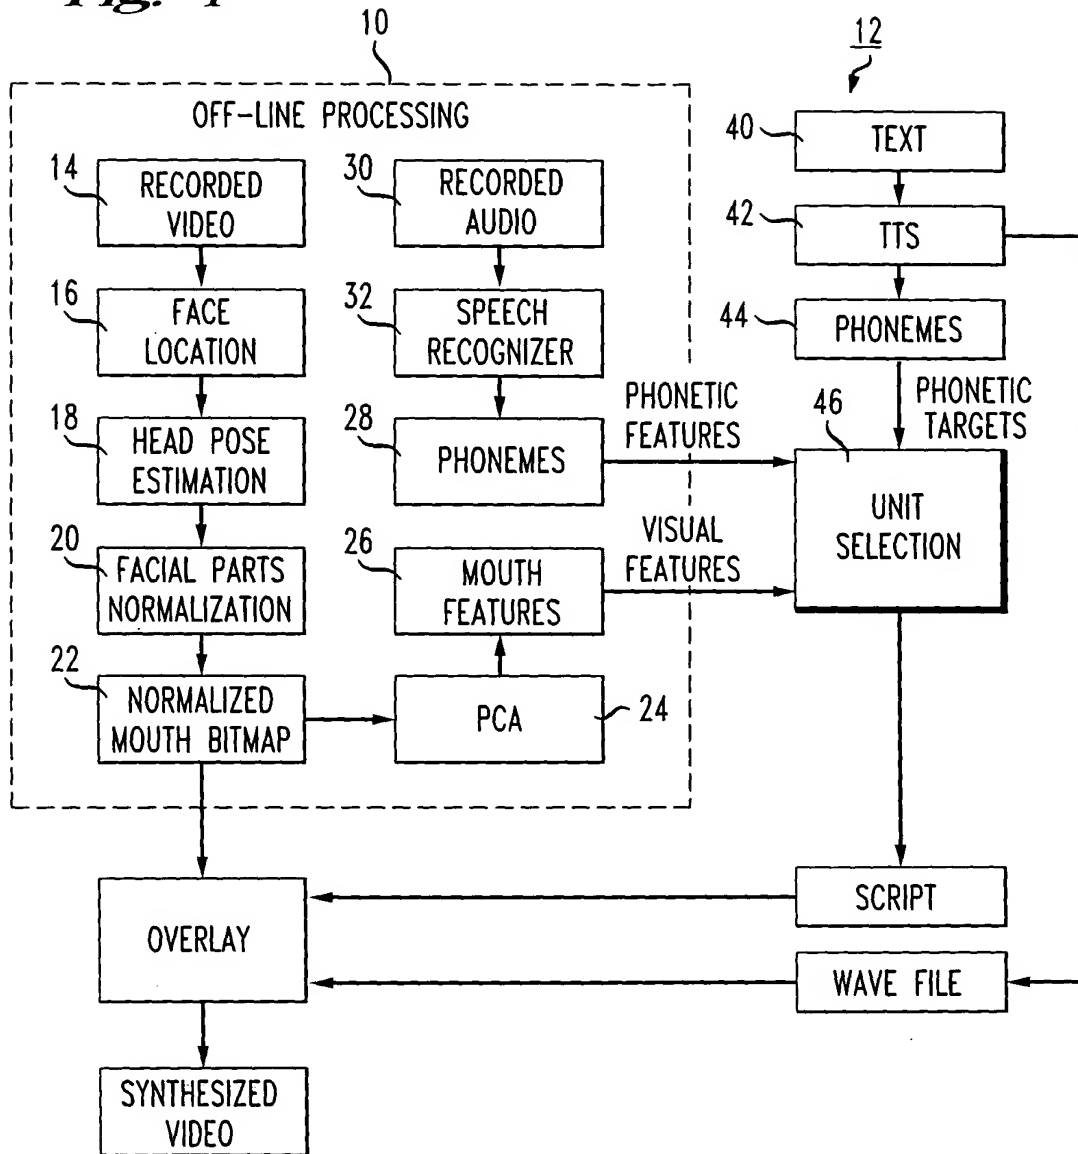 Fig. 1
10
12
OFF-LINE PROCESSING
14
RECORDED
VIDEO
16
FACE
LOCATION
18
HEAD POSE
ESTIMATION
20
FACIAL PARTS
NORMALIZATION
22
NORMALIZED
MOUTH BITMAP
30
RECORDED
AUDIO
32
SPEECH
RECOGNIZER
28
PHONEMES
26
MOUTH
FEATURES
PCA
24
PHONETIC
FEATURES
VISUAL
FEATURES
40
TEXT
42
TTS
44
PHONEMES
PHONETIC
TARGETS
46
UNIT
SELECTION
SCRIPT
WAVE FILE
OVERLAY
SYNTHESIZED
VIDEO